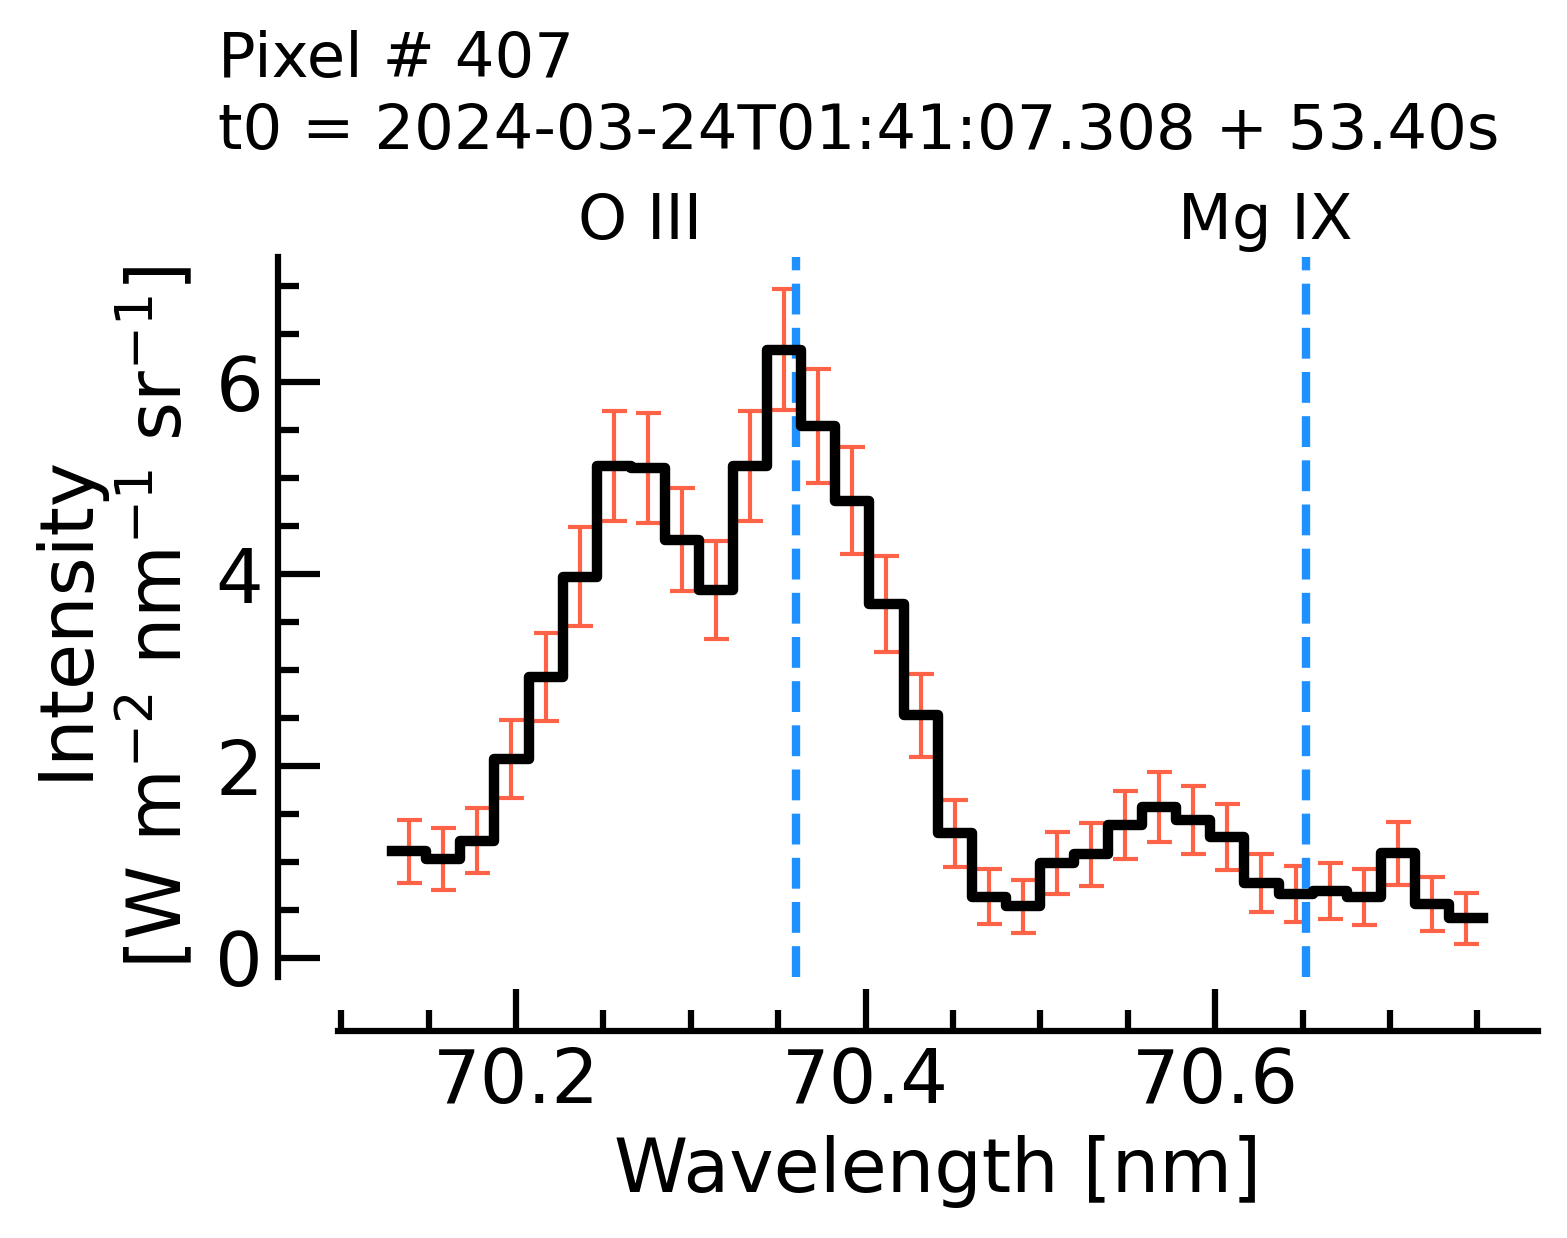 Pixel # 407
t0 = 2024-03-24T01:41:07.308 + 53.40s
O III
Mg IX
Intensity
[W m⁻² nm⁻¹ sr⁻¹]
6
4
2
0
70.2
70.4
70.6
Wavelength [nm]